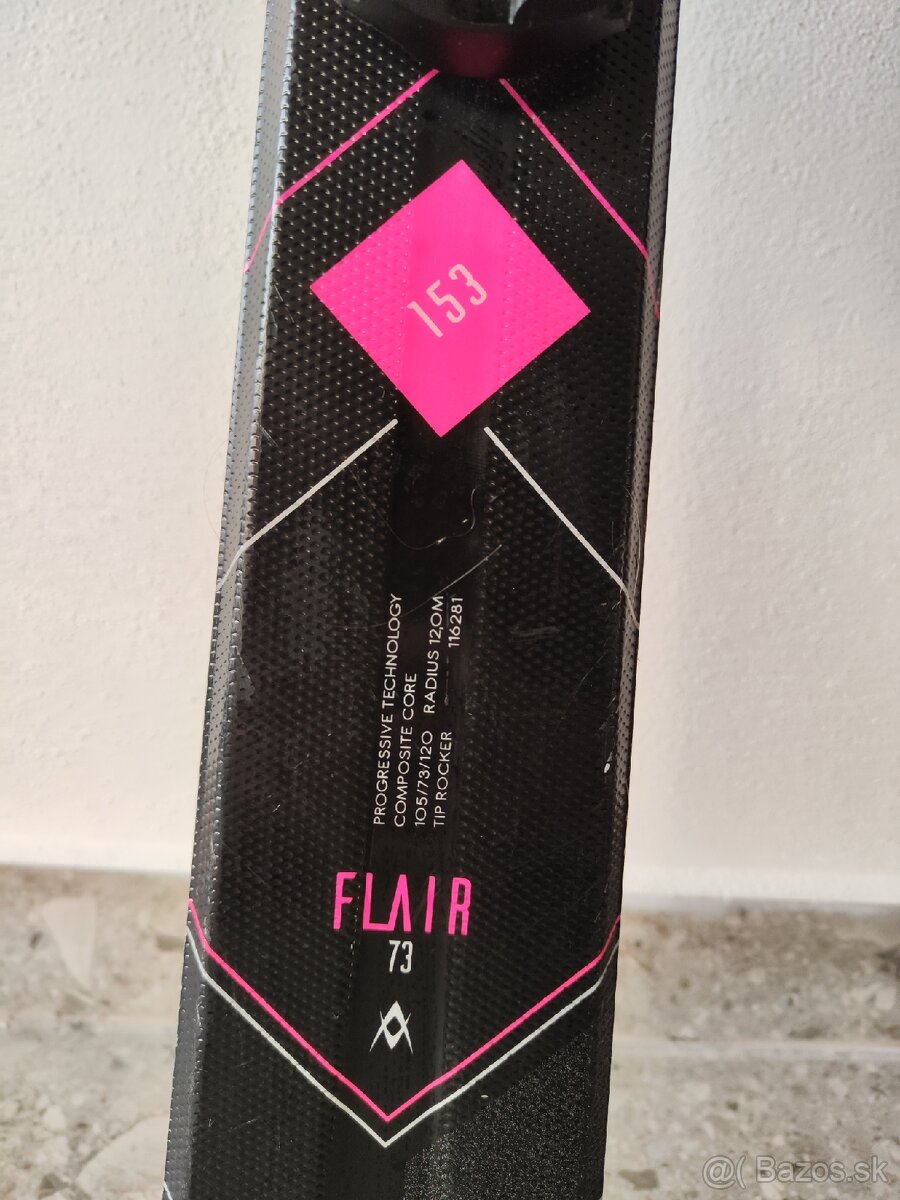 153
PROGRESSIVE TECHNOLOGY
COMPOSITE CORE
105/73/120 RADIUS 12,0M
TIP ROCKER 116281
FLAIR
73
@( Bazos.sk